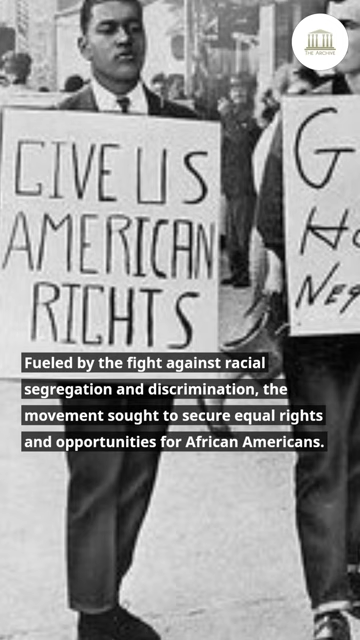 THE ARCHIVE
GIVE US
AMERICAN
RIGHTS
G
Fueled by the fight against racial
segregation and discrimination, the
movement sought to secure equal rights
and opportunities for African Americans.